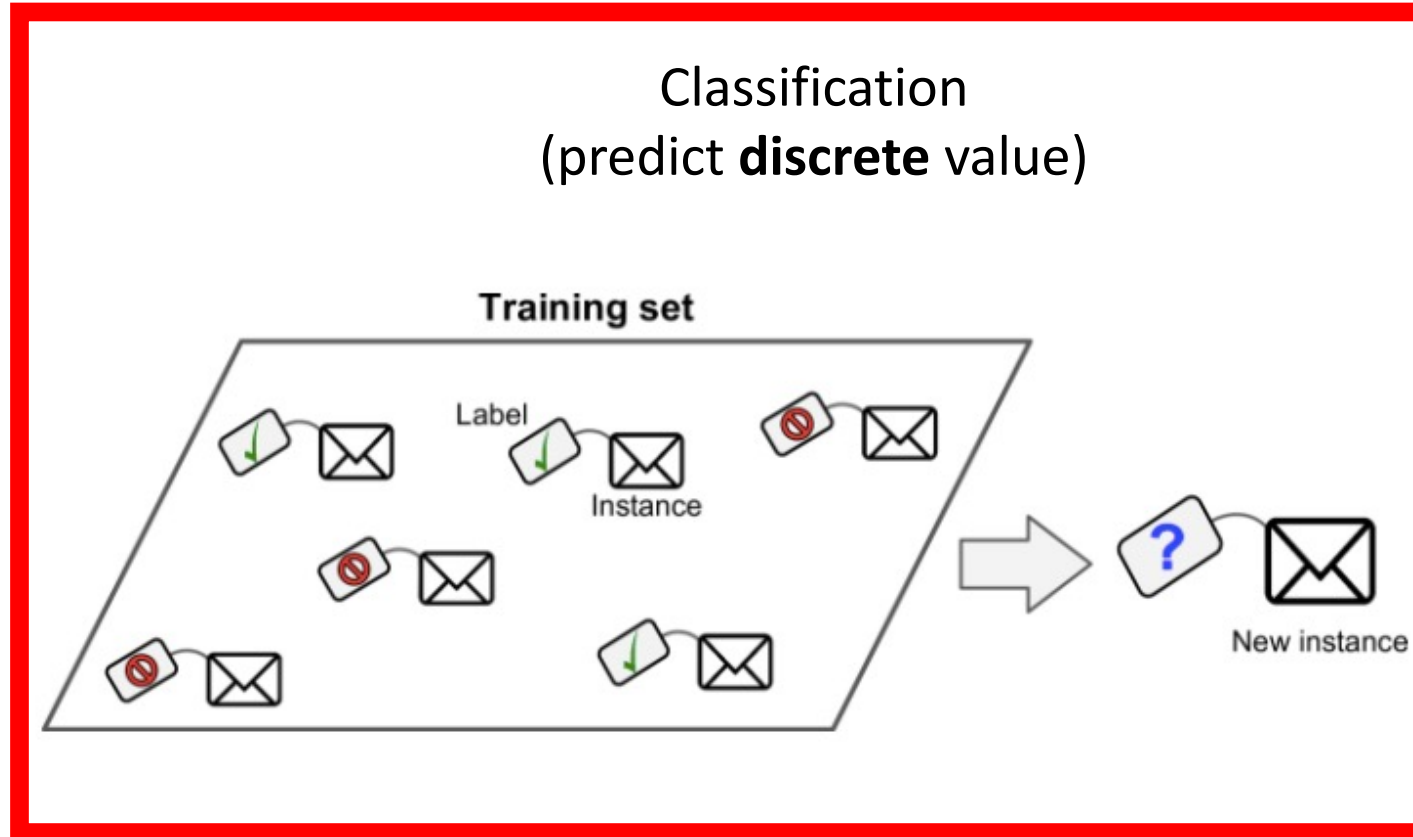 Classification
(predict discrete value)
Training set
Label
Instance
?
New instance